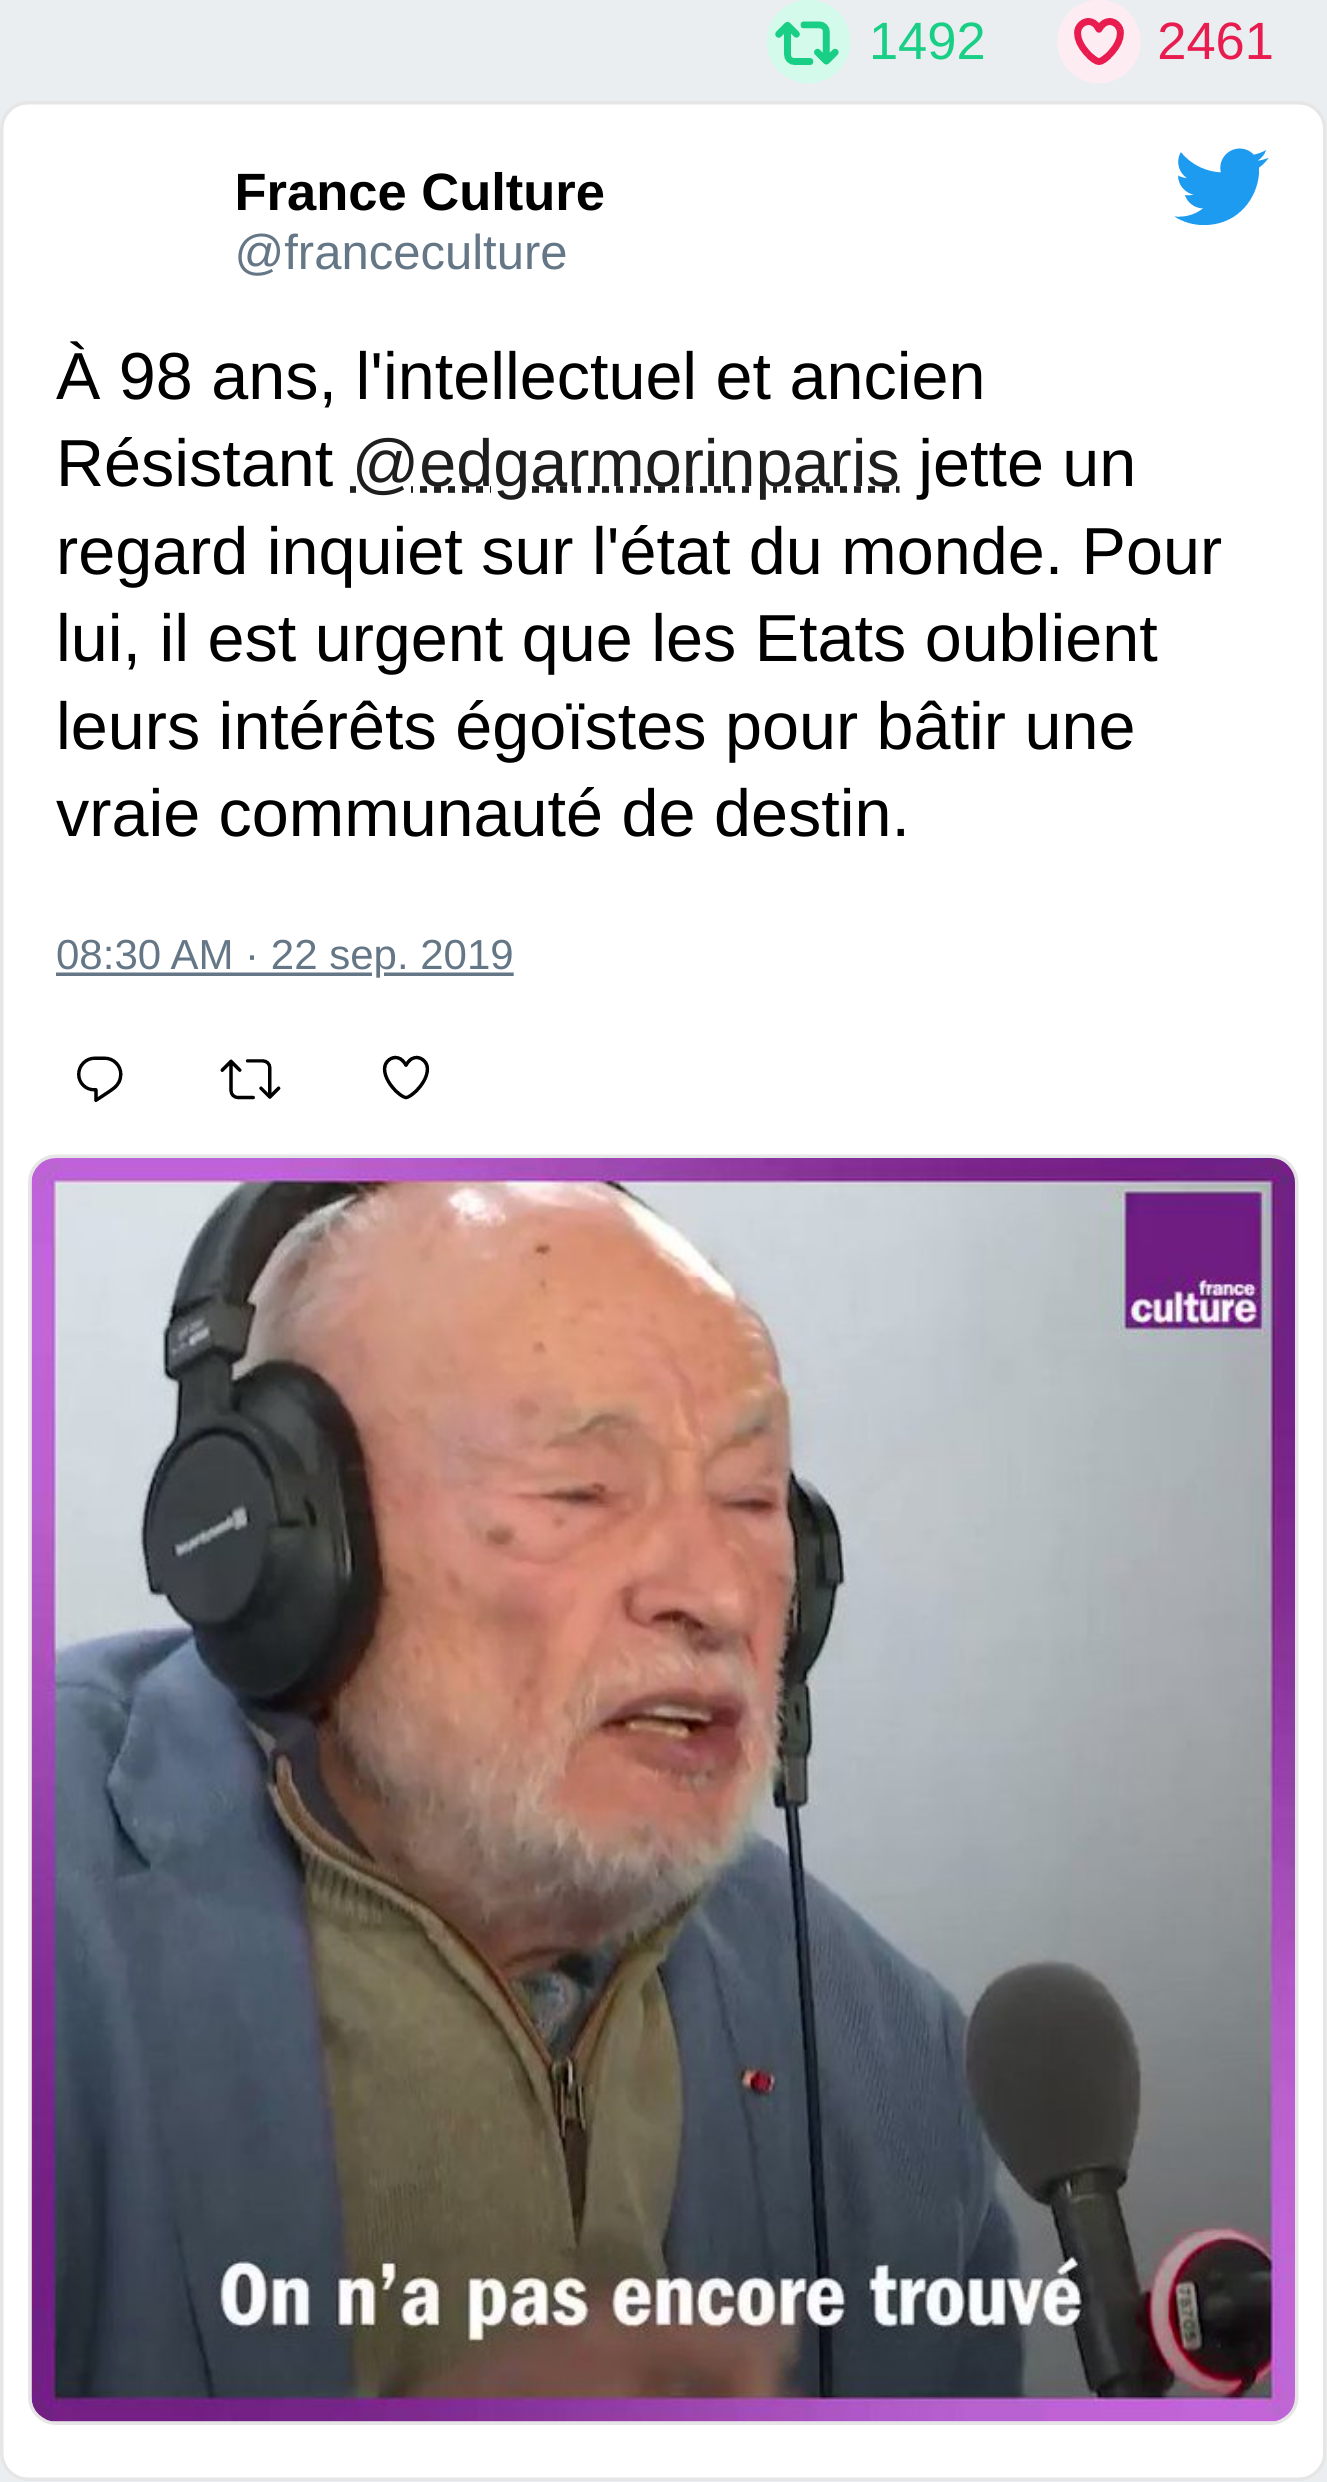 1492 2461
France Culture
@franceculture
À 98 ans, l'intellectuel et ancien
Résistant @edgarmorinparis jette un
regard inquiet sur l'état du monde. Pour
lui, il est urgent que les Etats oublient
leurs intérêts égoïstes pour bâtir une
vraie communauté de destin.
08:30 AM · 22 sep. 2019
france
culture
On n’a pas encore trouvé